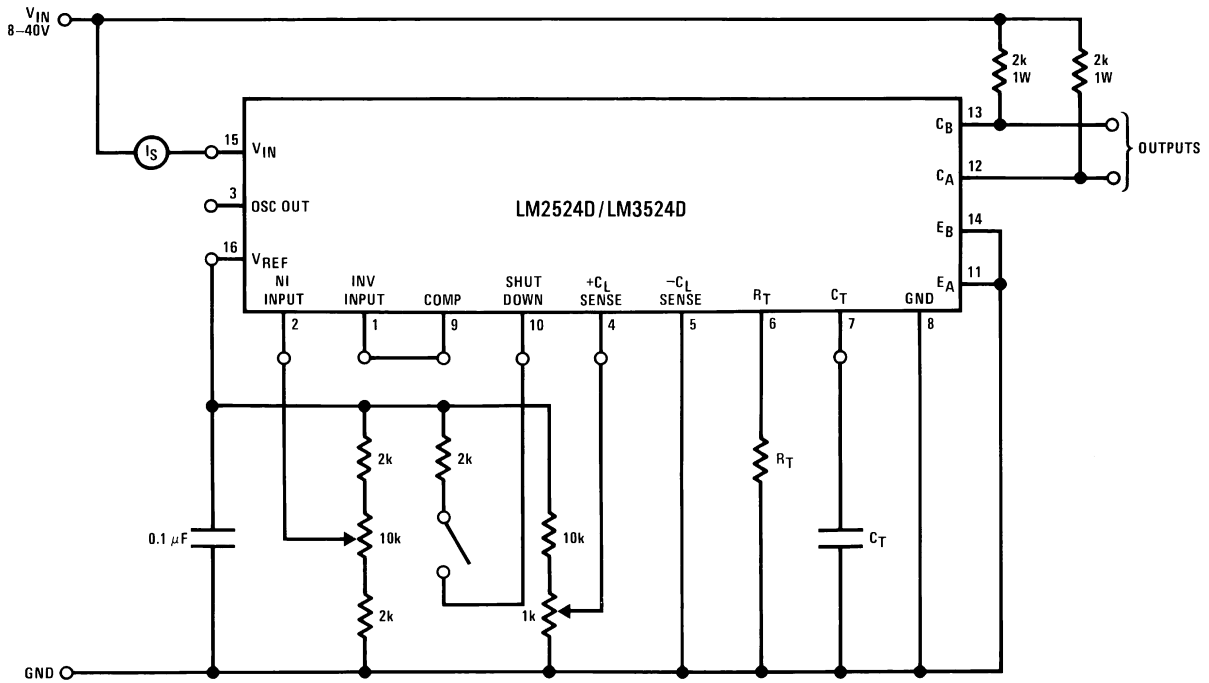 VIN
8–40V
2k
1W
2k
1W
13
CB
15
VIN
IS
OUTPUTS
12
CA
3
OSC OUT
LM2524D/LM3524D
14
EB
16
VREF
11
EA
NI
INPUT
INV
INPUT
COMP
SHUT
DOWN
+CL
SENSE
−CL
SENSE
RT
CT
GND
2
1
9
10
4
5
6
7
8
2k
2k
RT
0.1 μF
10k
10k
CT
2k
1k
GND